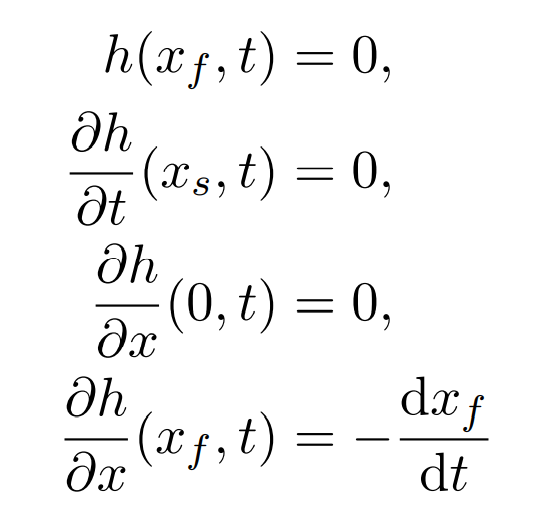 h(x_f, t) = 0,
∂h/∂t (x_s, t) = 0,
∂h/∂x (0, t) = 0,
∂h/∂x (x_f, t) = −dx_f/dt